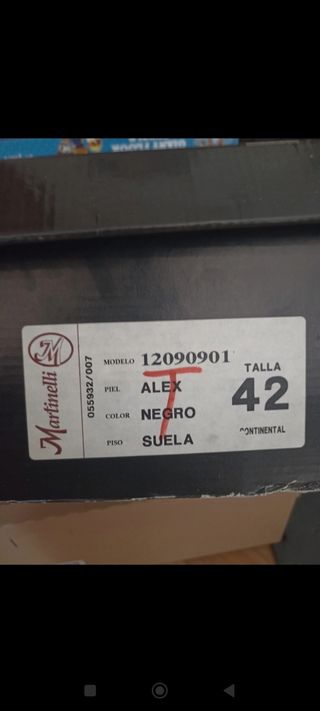 Martinelli
M
055932/007
MODELO 12090901
PIEL ALEX
COLOR NEGRO
PISO SUELA
T
TALLA
42
CONTINENTAL